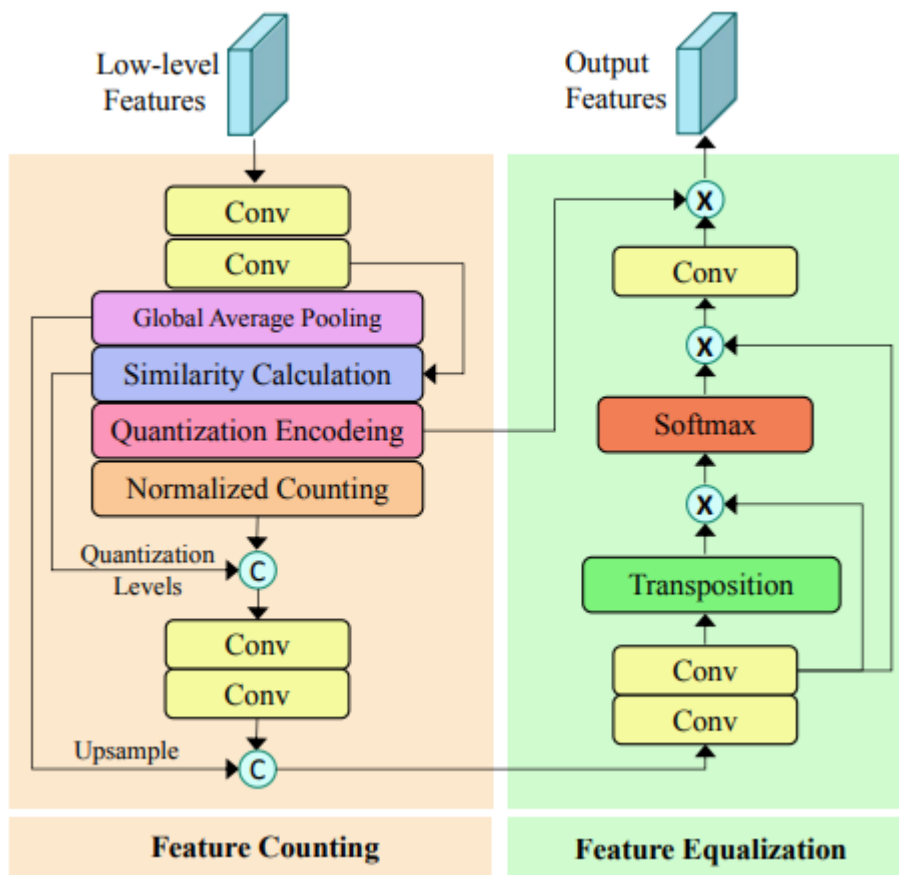 Low-level
Features
Conv
Conv
Global Average Pooling
Similarity Calculation
Quantization Encodeing
Normalized Counting
Quantization
Levels
C
Conv
Conv
Upsample
C
Feature Counting
Output
Features
X
Conv
X
Softmax
X
Transposition
Conv
Conv
Feature Equalization